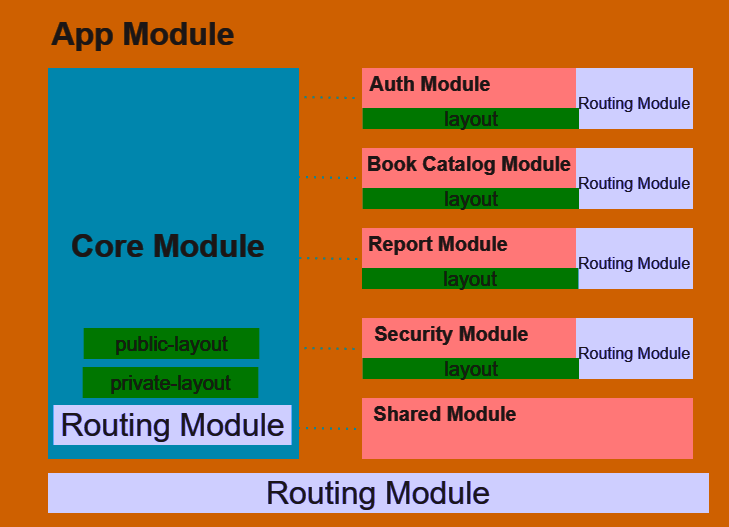 App Module
Core Module
public-layout
private-layout
Routing Module
Auth Module
layout
Routing Module
Book Catalog Module
layout
Routing Module
Report Module
layout
Routing Module
Security Module
layout
Routing Module
Shared Module
Routing Module